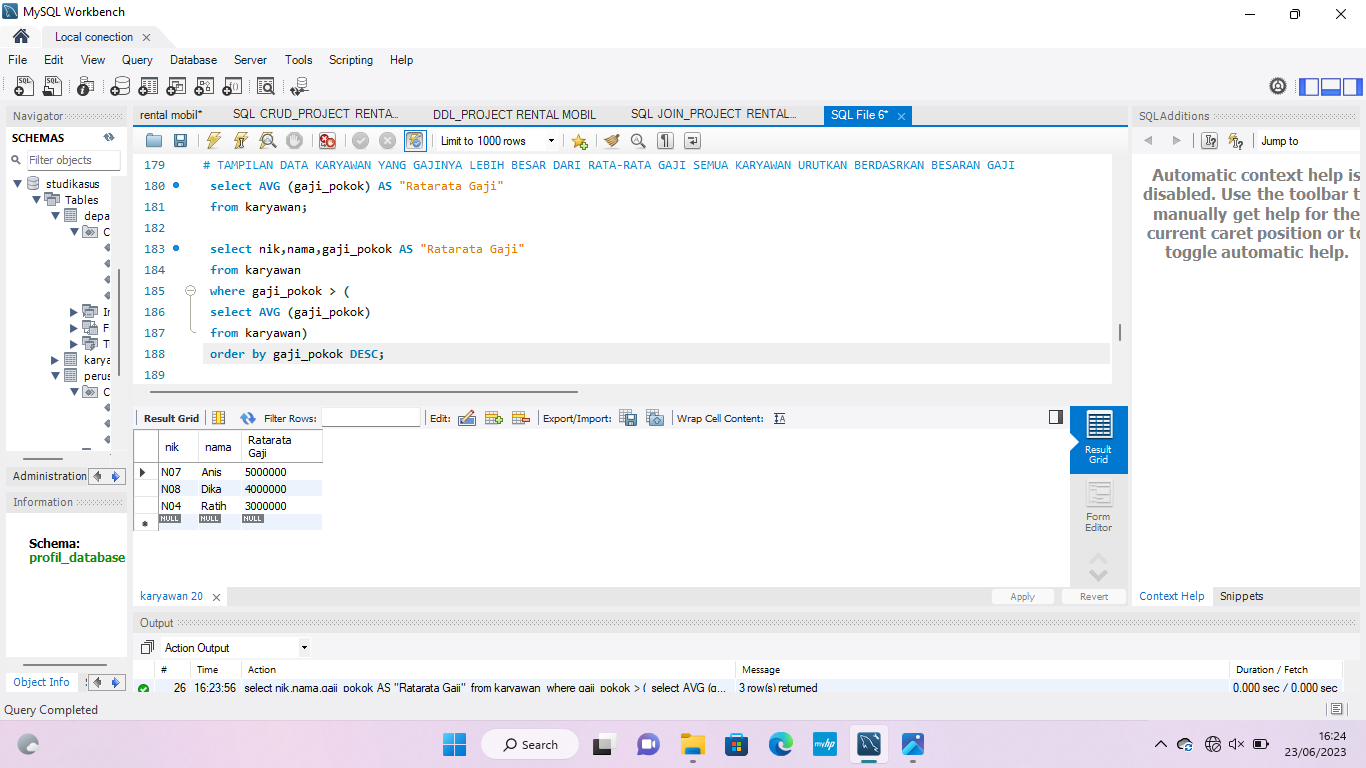 MySQL Workbench
Local conection
File Edit View Query Database Server Tools Scripting Help
Navigator
SCHEMAS
Filter objects
studikasus
Tables
depa
C
In
F
T
karya
perus
C
Administration
Information
Schema:
profil_database
Object Info
rental mobil* SQL CRUD_PROJECT RENTA... DDL_PROJECT RENTAL MOBIL SQL JOIN_PROJECT RENTAL... SQL File 6*
Limit to 1000 rows
179 # TAMPILAN DATA KARYAWAN YANG GAJINYA LEBIH BESAR DARI RATA-RATA GAJI SEMUA KARYAWAN URUTKAN BERDASRKAN BESARAN GAJI
180 select AVG (gaji_pokok) AS "Ratarata Gaji"
181 from karyawan;
182
183 select nik,nama,gaji_pokok AS "Ratarata Gaji"
184 from karyawan
185 where gaji_pokok > (
186 select AVG (gaji_pokok)
187 from karyawan)
188 order by gaji_pokok DESC;
189
Result Grid Filter Rows: Edit: Export/Import: Wrap Cell Content:
nik nama Ratarata
Gaji
N07 Anis 5000000
N08 Dika 4000000
N04 Ratih 3000000
NULL NULL NULL
Result
Grid
Form
Editor
karyawan 20 Apply Revert
SQLAdditions
Jump to
Automatic context help is
disabled. Use the toolbar t
manually get help for the
current caret position or to
toggle automatic help.
Context Help Snippets
Output
Action Output
# Time Action Message Duration / Fetch
26 16:23:56 select nik,nama,gaji_pokok AS "Ratarata Gaji" from karyawan where gaji_pokok > ( select AVG (g... 3 row(s) returned 0.000 sec / 0.000 sec
Query Completed
Search
myhp
16:24
23/06/2023